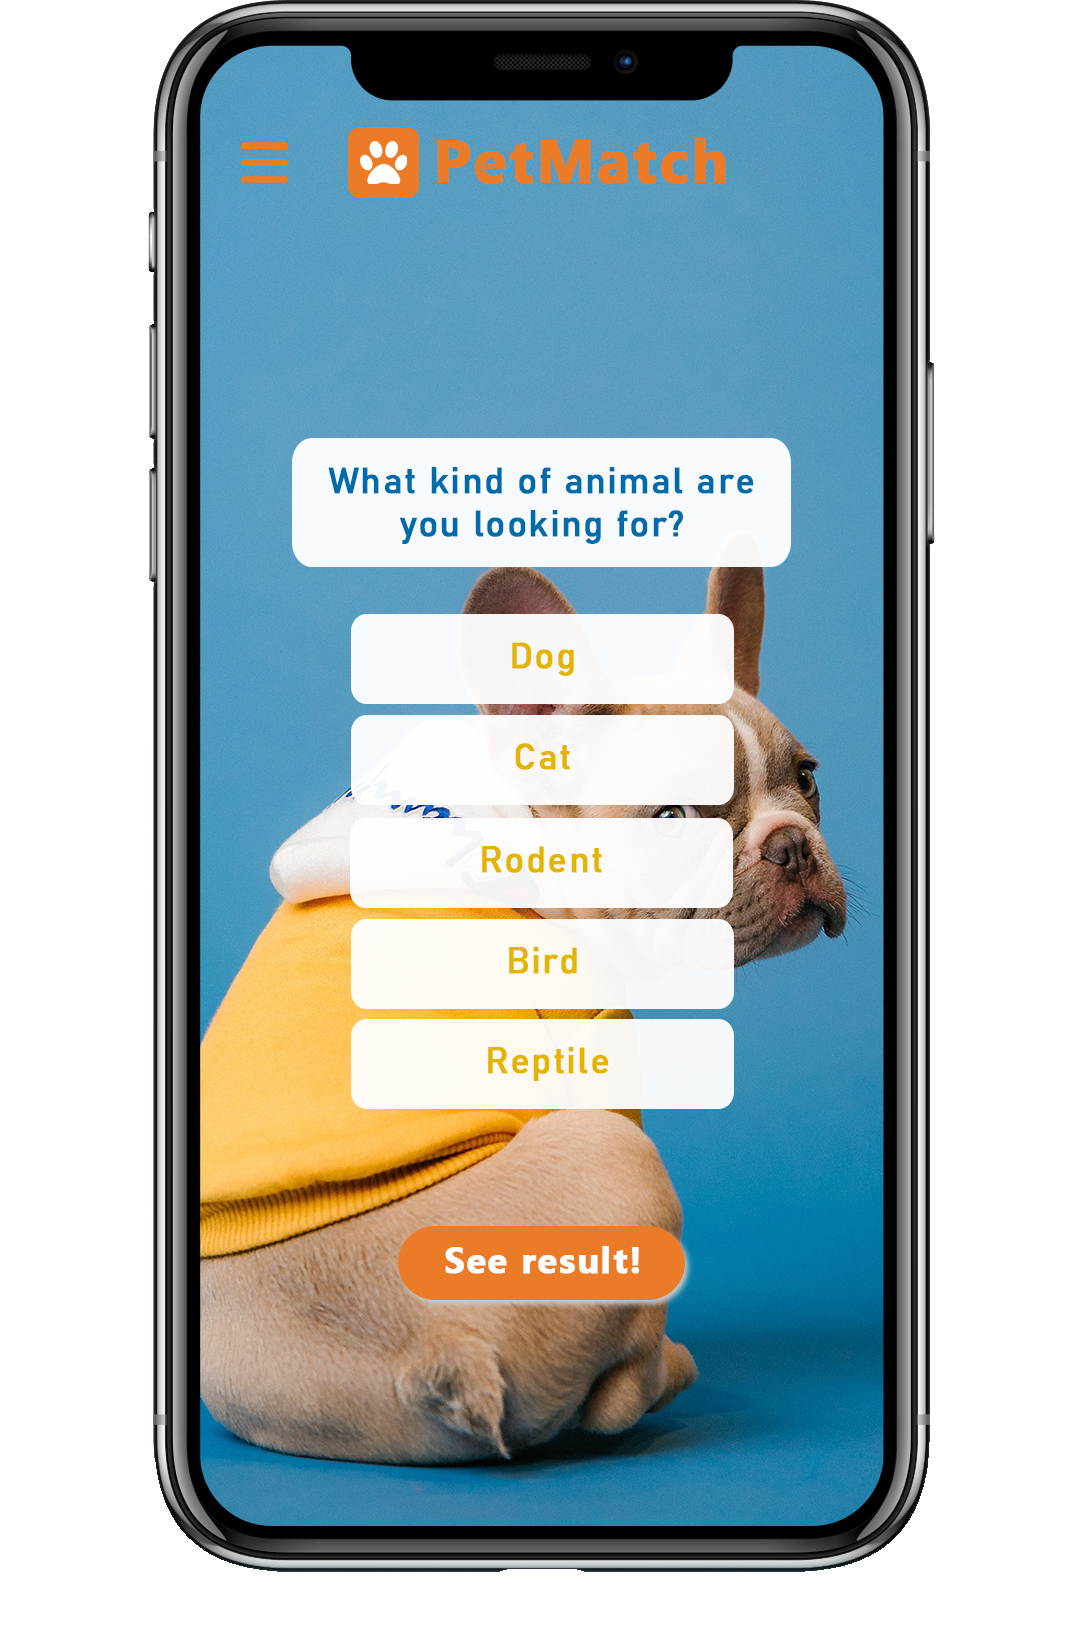 PetMatch
What kind of animal are
you looking for?
Dog
Cat
Rodent
Bird
Reptile
See result!